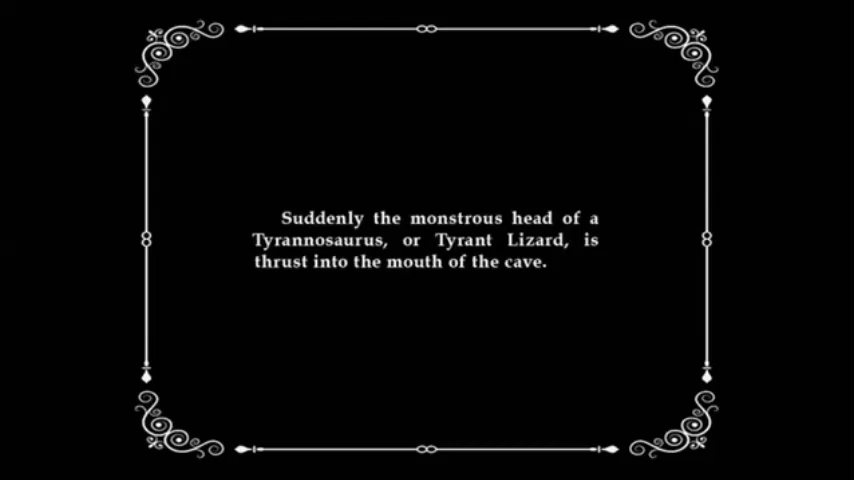 Suddenly the monstrous head of a
Tyrannosaurus, or Tyrant Lizard, is
thrust into the mouth of the cave.